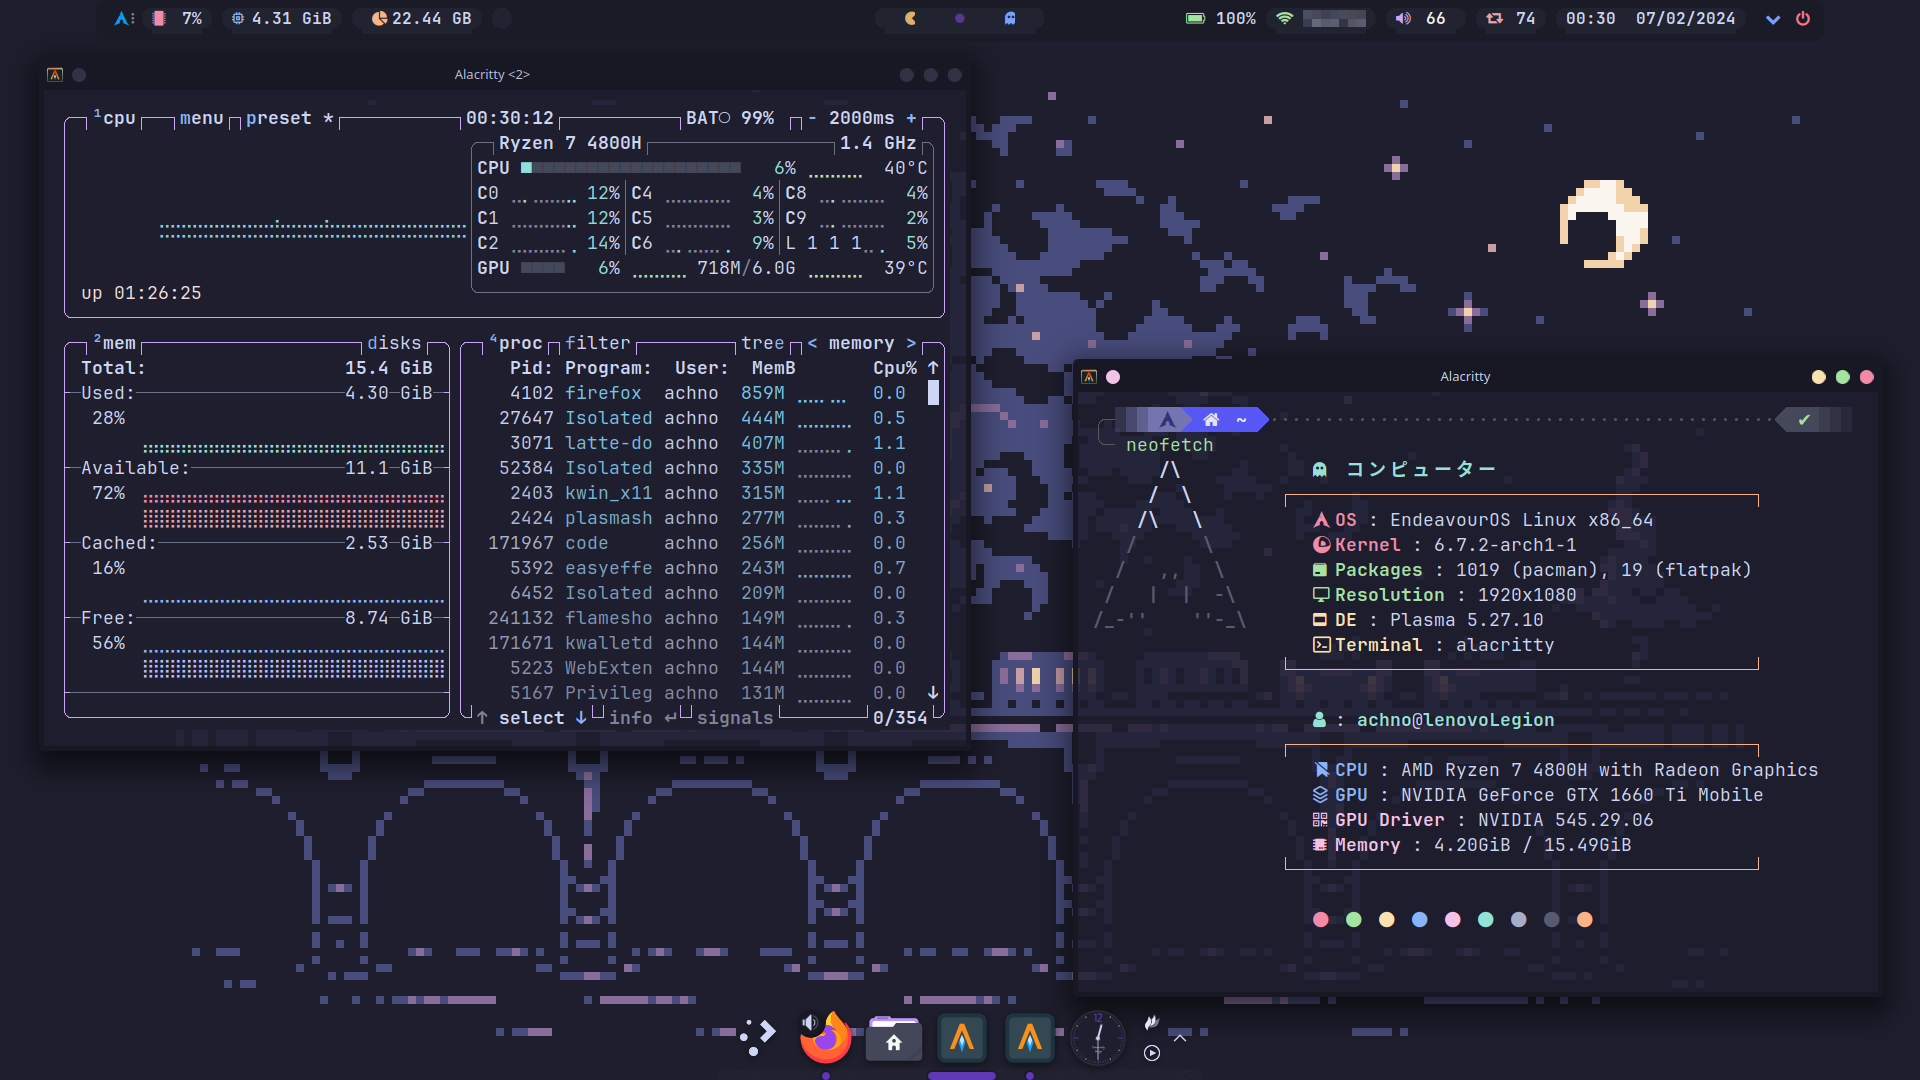 7% 4.31 GiB 22.44 GB 100% 66 74 00:30 07/02/2024
Alacritty <2>
1cpu menu preset * 00:30:12 BAT 99% - 2000ms +
Ryzen 7 4800H 1.4 GHz
CPU 6% 40°C
C0 12% C4 4% C8 4%
C1 12% C5 3% C9 2%
C2 14% C6 9% L 1 1 1 5%
GPU 6% 718M/6.0G 39°C
up 01:26:25
2mem disks
Total: 15.4 GiB
Used: 4.30 GiB
28%
Available: 11.1 GiB
72%
Cached: 2.53 GiB
16%
Free: 8.74 GiB
56%
4proc filter tree < memory >
Pid: Program: User: MemB Cpu% ↑
4102 firefox achno 859M 0.0
27647 Isolated achno 444M 0.5
3071 latte-do achno 407M 1.1
52384 Isolated achno 335M 0.0
2403 kwin_x11 achno 315M 1.1
2424 plasmash achno 277M 0.3
171967 code achno 256M 0.0
5392 easyeffe achno 243M 0.7
6452 Isolated achno 209M 0.0
241132 flamesho achno 149M 0.3
171671 kwalletd achno 144M 0.0
5223 WebExten achno 144M 0.0
5167 Privileg achno 131M 0.0 ↓
↑ select ↓ info ↵ signals 0/354
Alacritty
~ ✔
neofetch
コンピューター
OS : EndeavourOS Linux x86_64
Kernel : 6.7.2-arch1-1
Packages : 1019 (pacman), 19 (flatpak)
Resolution : 1920x1080
DE : Plasma 5.27.10
Terminal : alacritty
: achno@lenovoLegion
CPU : AMD Ryzen 7 4800H with Radeon Graphics
GPU : NVIDIA GeForce GTX 1660 Ti Mobile
GPU Driver : NVIDIA 545.29.06
Memory : 4.20GiB / 15.49GiB
12